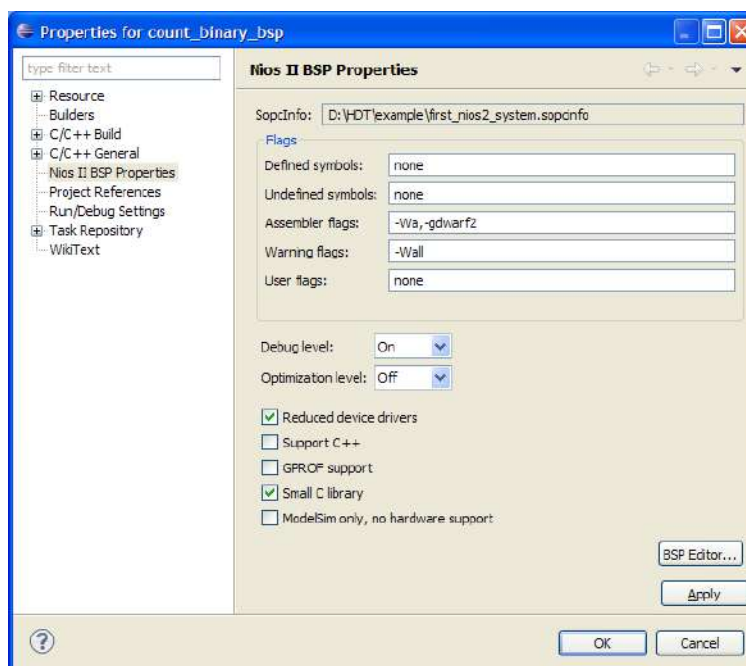 Properties for count_binary_bsp
type filter text
Resource
Builders
C/C++ Build
C/C++ General
Nios II BSP Properties
Project References
Run/Debug Settings
Task Repository
WikiText
Nios II BSP Properties
SopcInfo: D:\HDT\example\first_nios2_system.sopcinfo
Flags
Defined symbols: none
Undefined symbols: none
Assembler flags: -Wa,-gdwarf2
Warning flags: -Wall
User flags: none
Debug level: On
Optimization level: Off
Reduced device drivers
Support C++
GPROF support
Small C library
ModelSim only, no hardware support
BSP Editor...
Apply
? OK Cancel